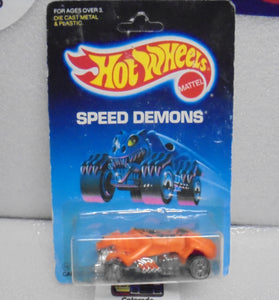 FOR AGES OVER 3.
DIE CAST METAL
& PLASTIC.
Hot Wheels
MATTEL
SPEED DEMONS